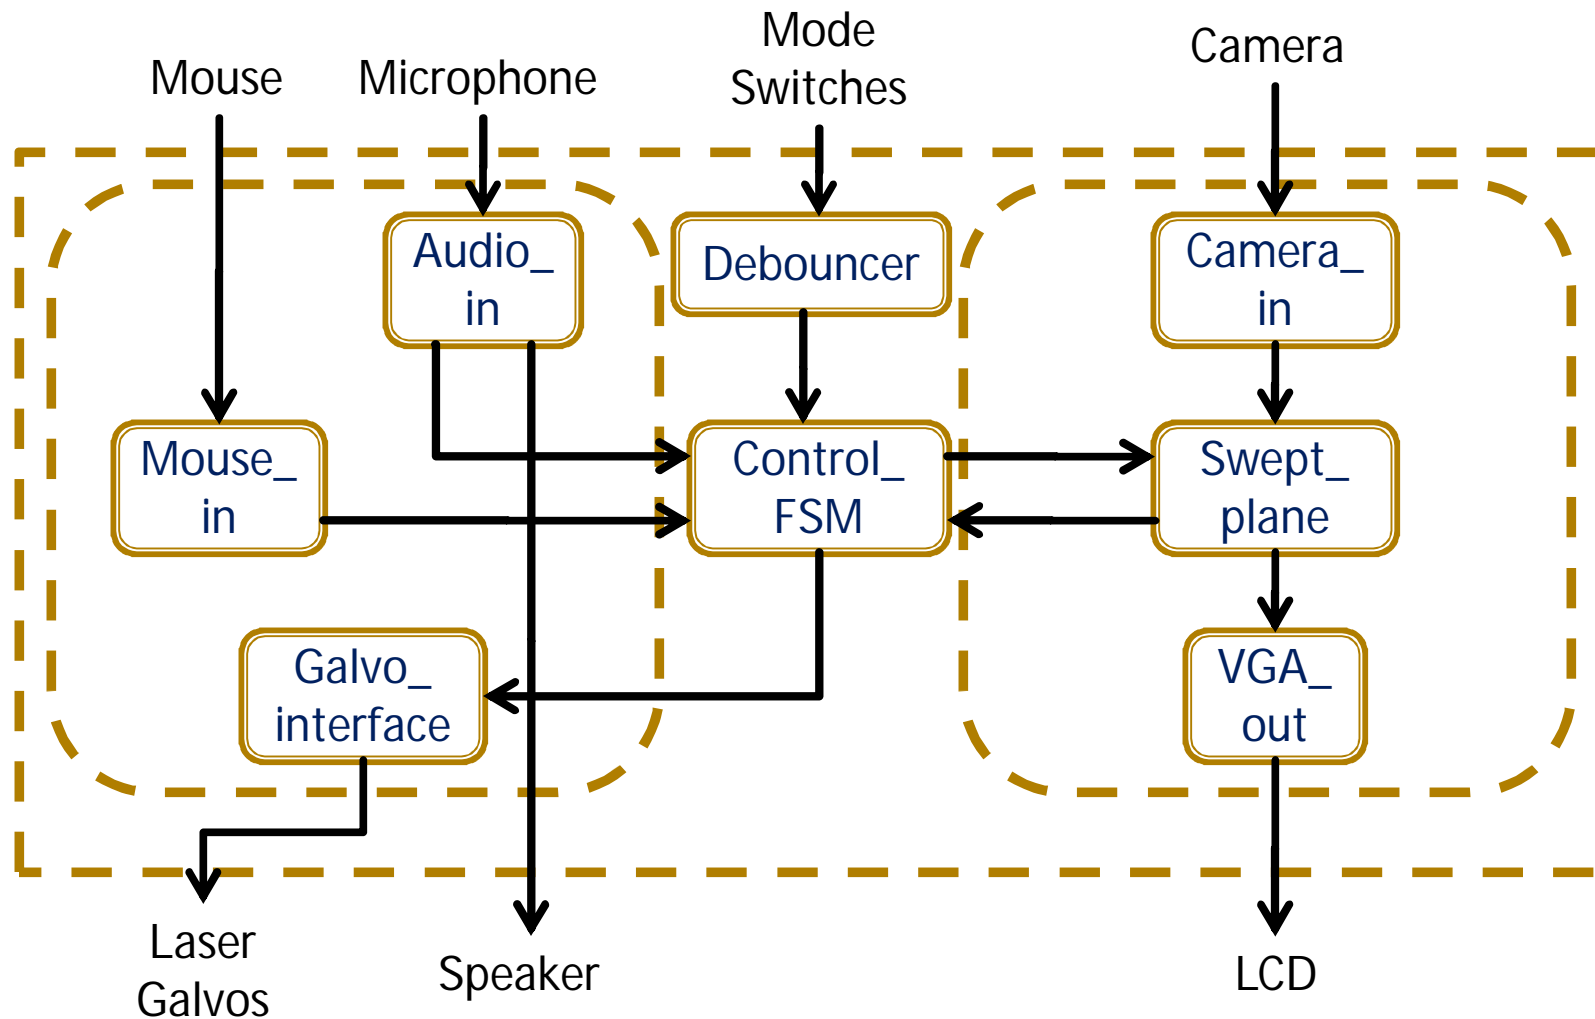 Mouse
Microphone
Mode
Switches
Camera
Audio_
in
Debouncer
Camera_
in
Mouse_
in
Control_
FSM
Swept_
plane
Galvo_
interface
VGA_
out
Laser
Galvos
Speaker
LCD